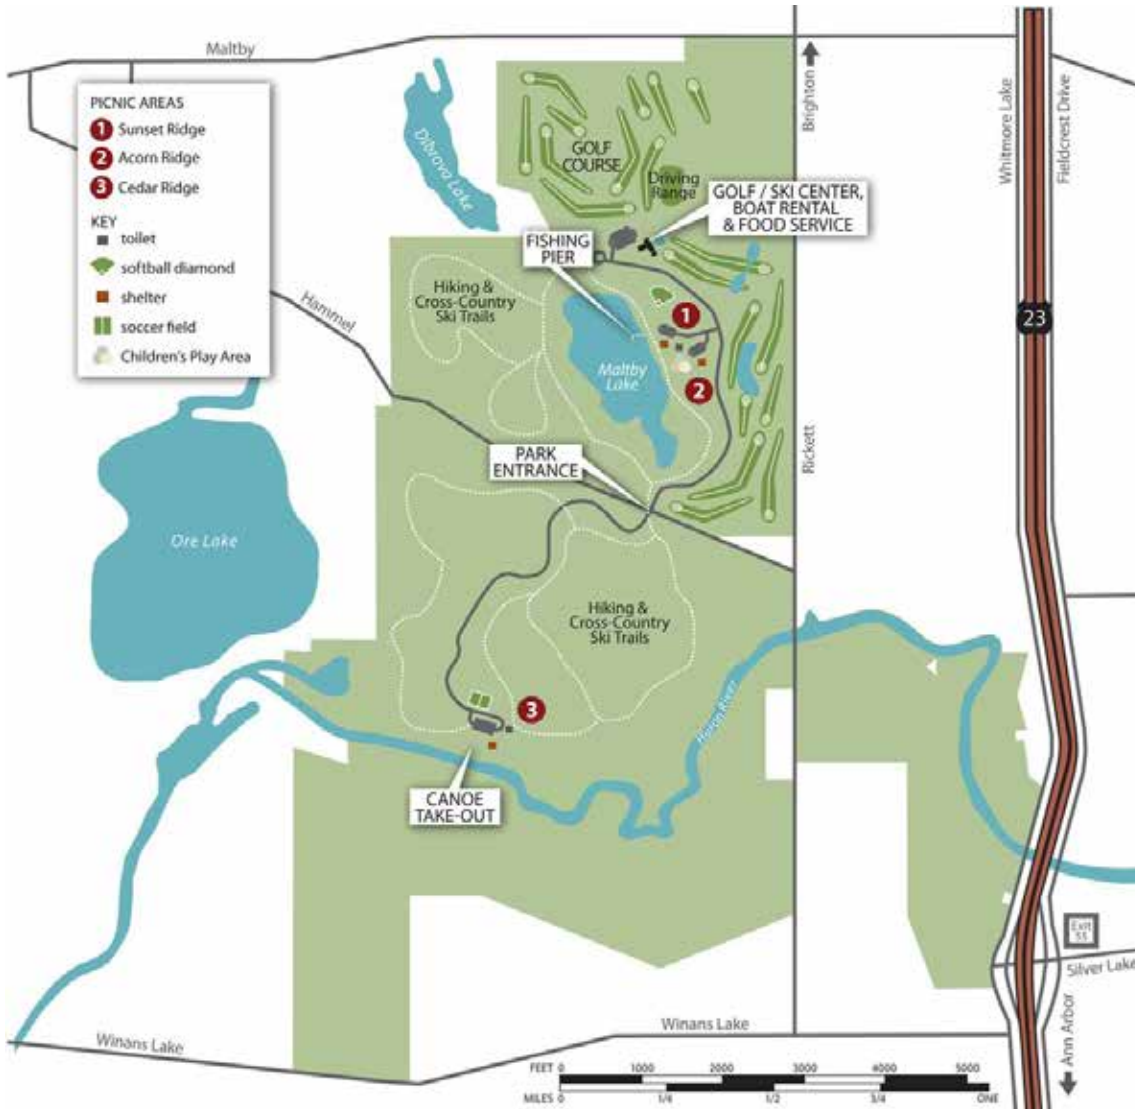 Maltby
PICNIC AREAS
1 Sunset Ridge
2 Acorn Ridge
3 Cedar Ridge
KEY
toilet
softball diamond
shelter
soccer field
Children's Play Area
Dibrova Lake
GOLF
COURSE
Driving
Range
GOLF / SKI CENTER,
BOAT RENTAL
& FOOD SERVICE
Brighton
Whitmore Lake
Fieldcrest Drive
FISHING
PIER
Hiking &
Cross-Country
Ski Trails
Hammel
1
23
Maltby
Lake
2
PARK
ENTRANCE
Rickett
Ore Lake
Hiking &
Cross-Country
Ski Trails
3
Huron River
CANOE
TAKE-OUT
Exit
55
Silver Lake
Ann Arbor
Winans Lake
Winans Lake
FEET 0 1000 2000 3000 4000 5000
MILES 0 1/4 1/2 3/4 ONE